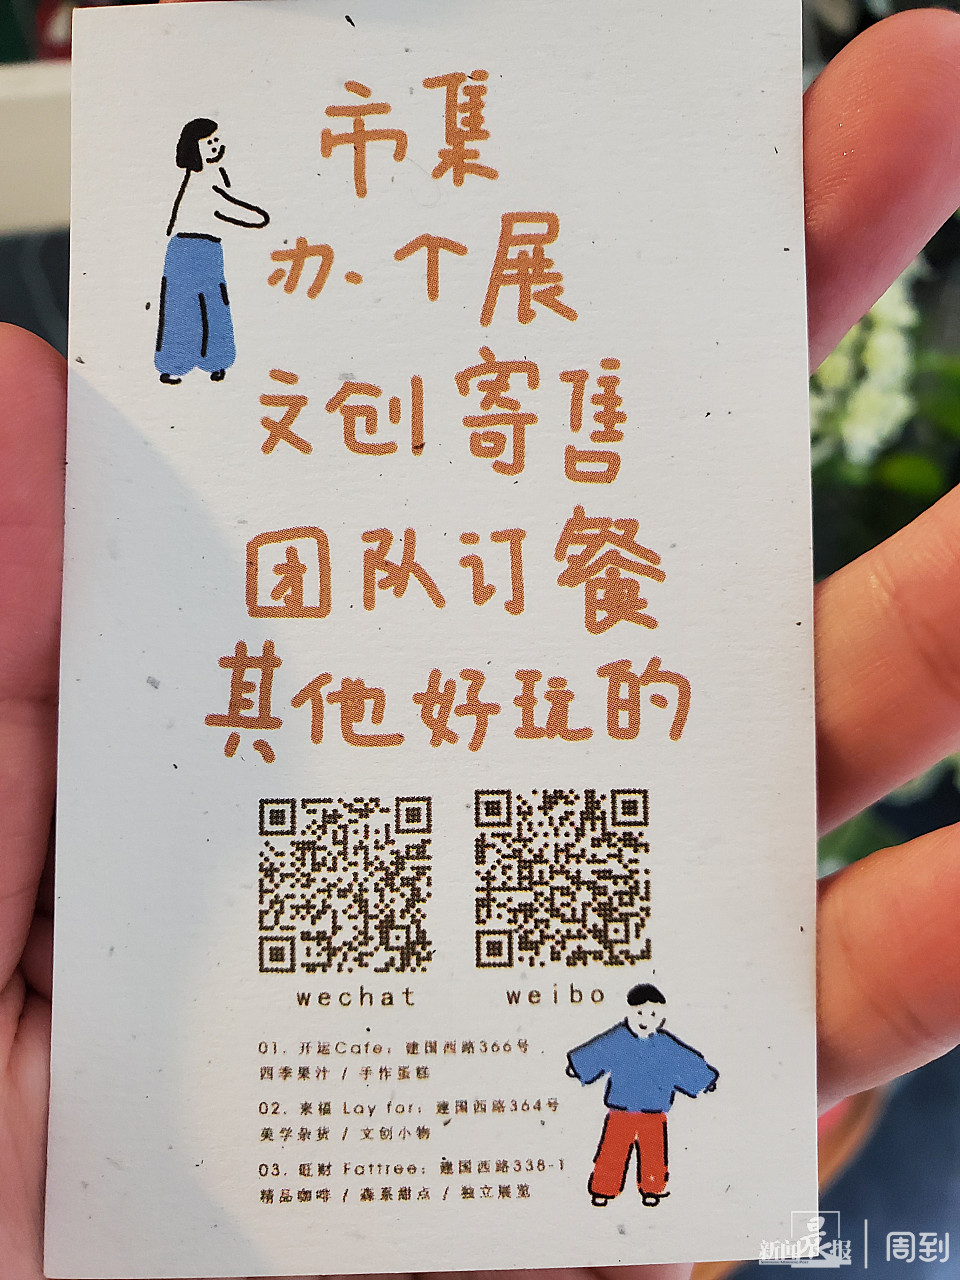 市集
办个展
文创寄售
团队订餐
其他好玩的
wechat
weibo
01. 开运Cafe：建国西路366号
四季果汁 / 手作蛋糕
02. 来福 Lay for：建国西路364号
美学杂货 / 文创小物
03. 旺财 Fattree：建国西路338-1
精品咖啡 / 森系甜点 / 独立展览
新闻晨报
周到